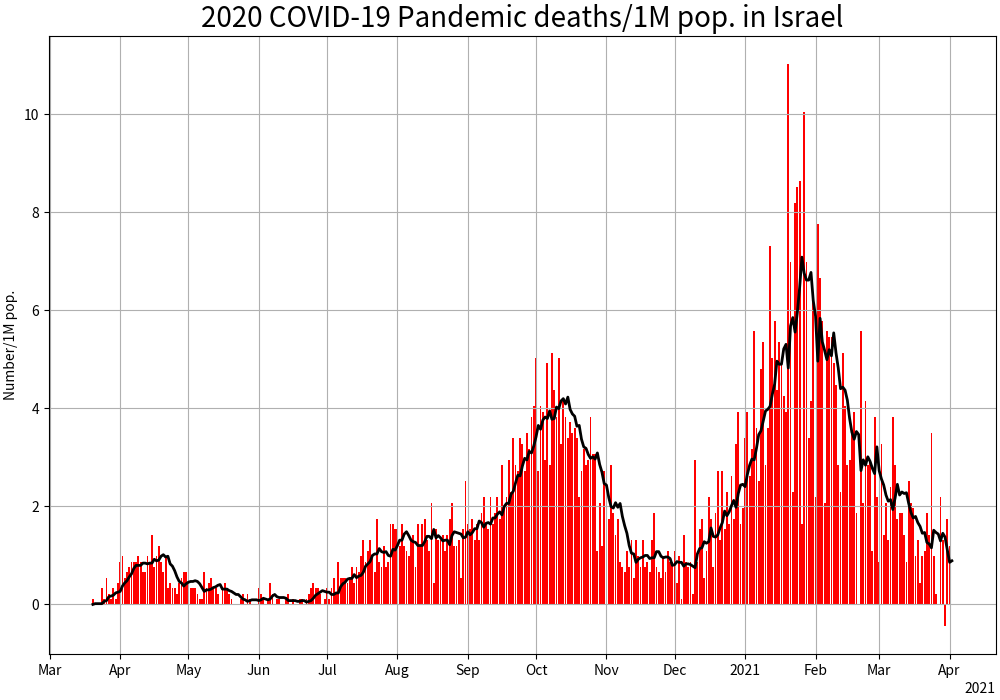 2020 COVID-19 Pandemic deaths/1M pop. in Israel
Number/1M pop.
10
8
6
4
2
0
Mar Apr May Jun Jul Aug Sep Oct Nov Dec 2021 Feb Mar Apr
2021